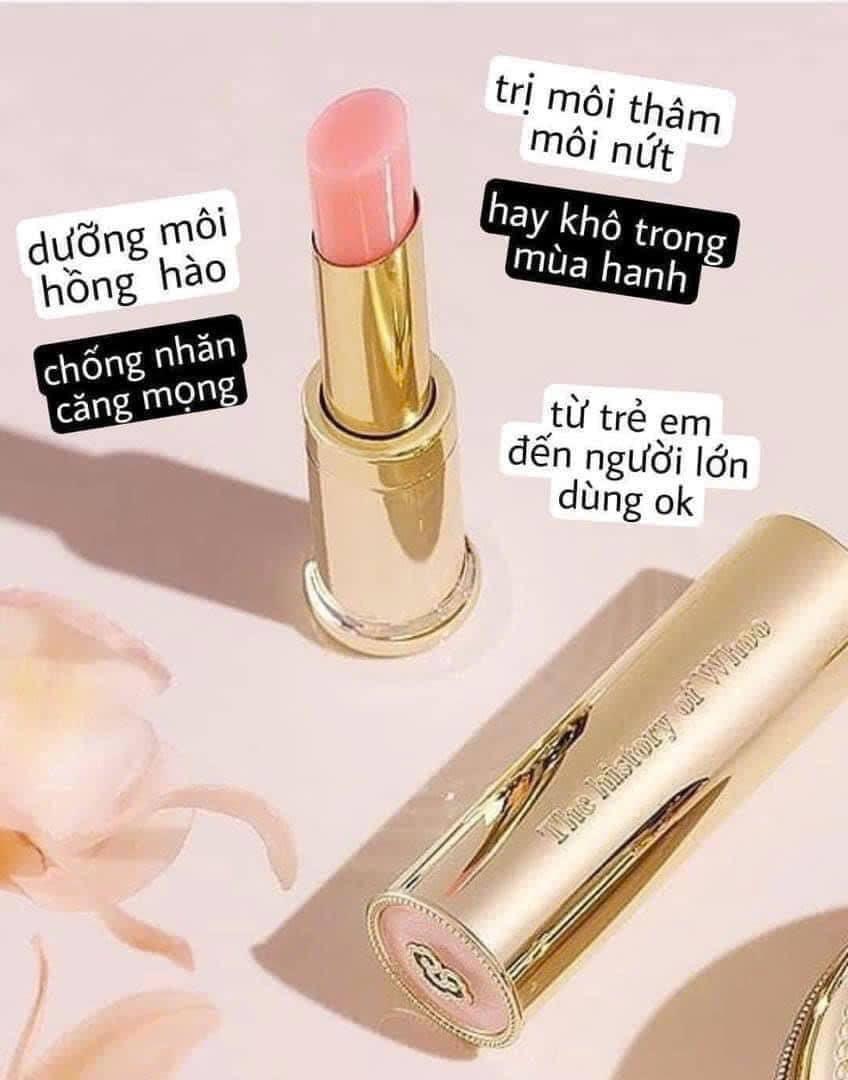 trị môi thâm
môi nứt
hay khô trong
mùa hanh
dưỡng môi
hồng hào
chống nhăn
căng mọng
từ trẻ em
đến người lớn
dùng ok
The history of Whoo